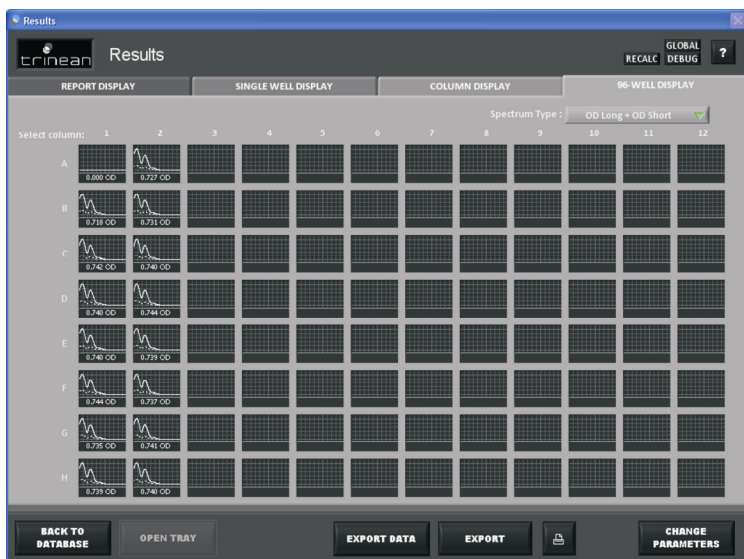 Results
trinean
Results
GLOBAL
RECALC DEBUG
?
REPORT DISPLAY SINGLE WELL DISPLAY COLUMN DISPLAY 96-WELL DISPLAY
Spectrum Type : OD Long + OD Short
Select column: 1 2 3 4 5 6 7 8 9 10 11 12
A 0.000 OD 0.727 OD
B 0.718 OD 0.731 OD
C 0.742 OD 0.740 OD
D 0.740 OD 0.744 OD
E 0.740 OD 0.739 OD
F 0.744 OD 0.737 OD
G 0.735 OD 0.741 OD
H 0.739 OD 0.740 OD
BACK TO
DATABASE
OPEN TRAY
EXPORT DATA
EXPORT
CHANGE
PARAMETERS